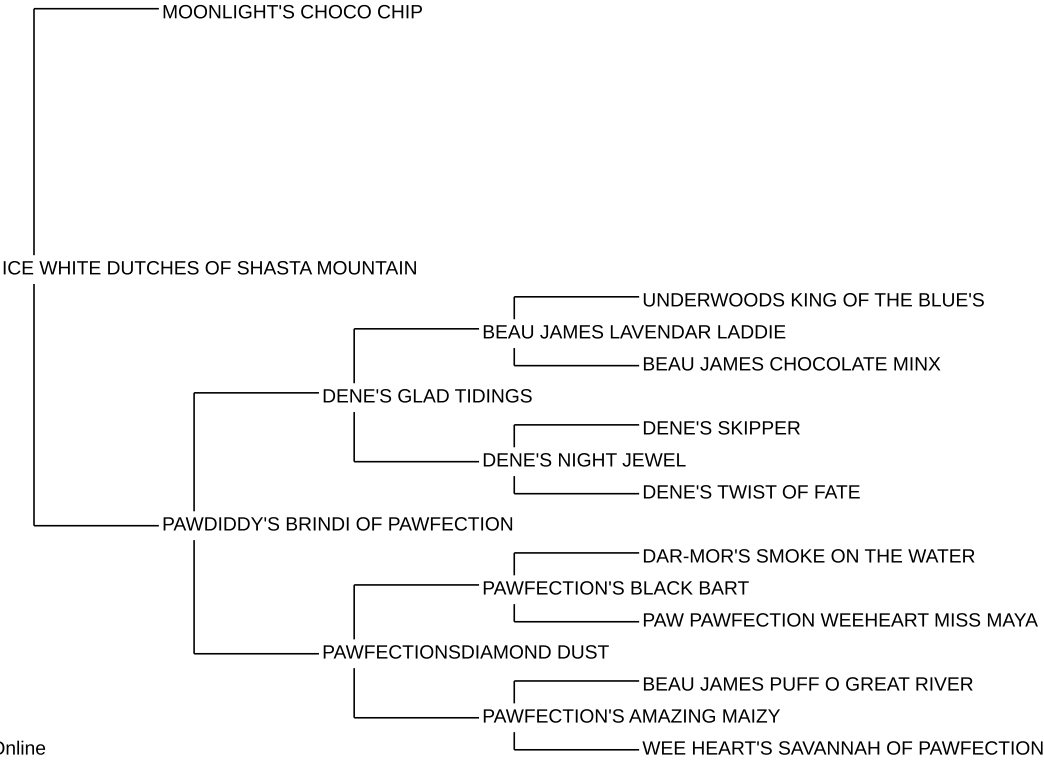 MOONLIGHT'S CHOCO CHIP
ICE WHITE DUTCHES OF SHASTA MOUNTAIN
UNDERWOODS KING OF THE BLUE'S
BEAU JAMES LAVENDAR LADDIE
BEAU JAMES CHOCOLATE MINX
DENE'S GLAD TIDINGS
DENE'S SKIPPER
DENE'S NIGHT JEWEL
DENE'S TWIST OF FATE
PAWDIDDY'S BRINDI OF PAWFECTION
DAR-MOR'S SMOKE ON THE WATER
PAWFECTION'S BLACK BART
PAW PAWFECTION WEEHEART MISS MAYA
PAWFECTIONSDIAMOND DUST
BEAU JAMES PUFF O GREAT RIVER
PAWFECTION'S AMAZING MAIZY
WEE HEART'S SAVANNAH OF PAWFECTION
Online